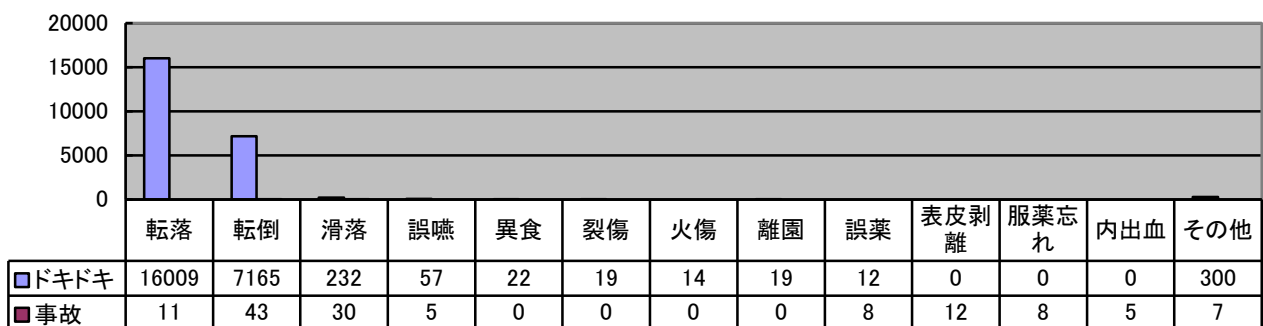 20000
15000
10000
5000
0
転落 転倒 滑落 誤嚥 異食 裂傷 火傷 離園 誤薬 表皮剥離 服薬忘れ 内出血 その他
ドキドキ 16009 7165 232 57 22 19 14 19 12 0 0 0 300
事故 11 43 30 5 0 0 0 0 8 12 8 5 7